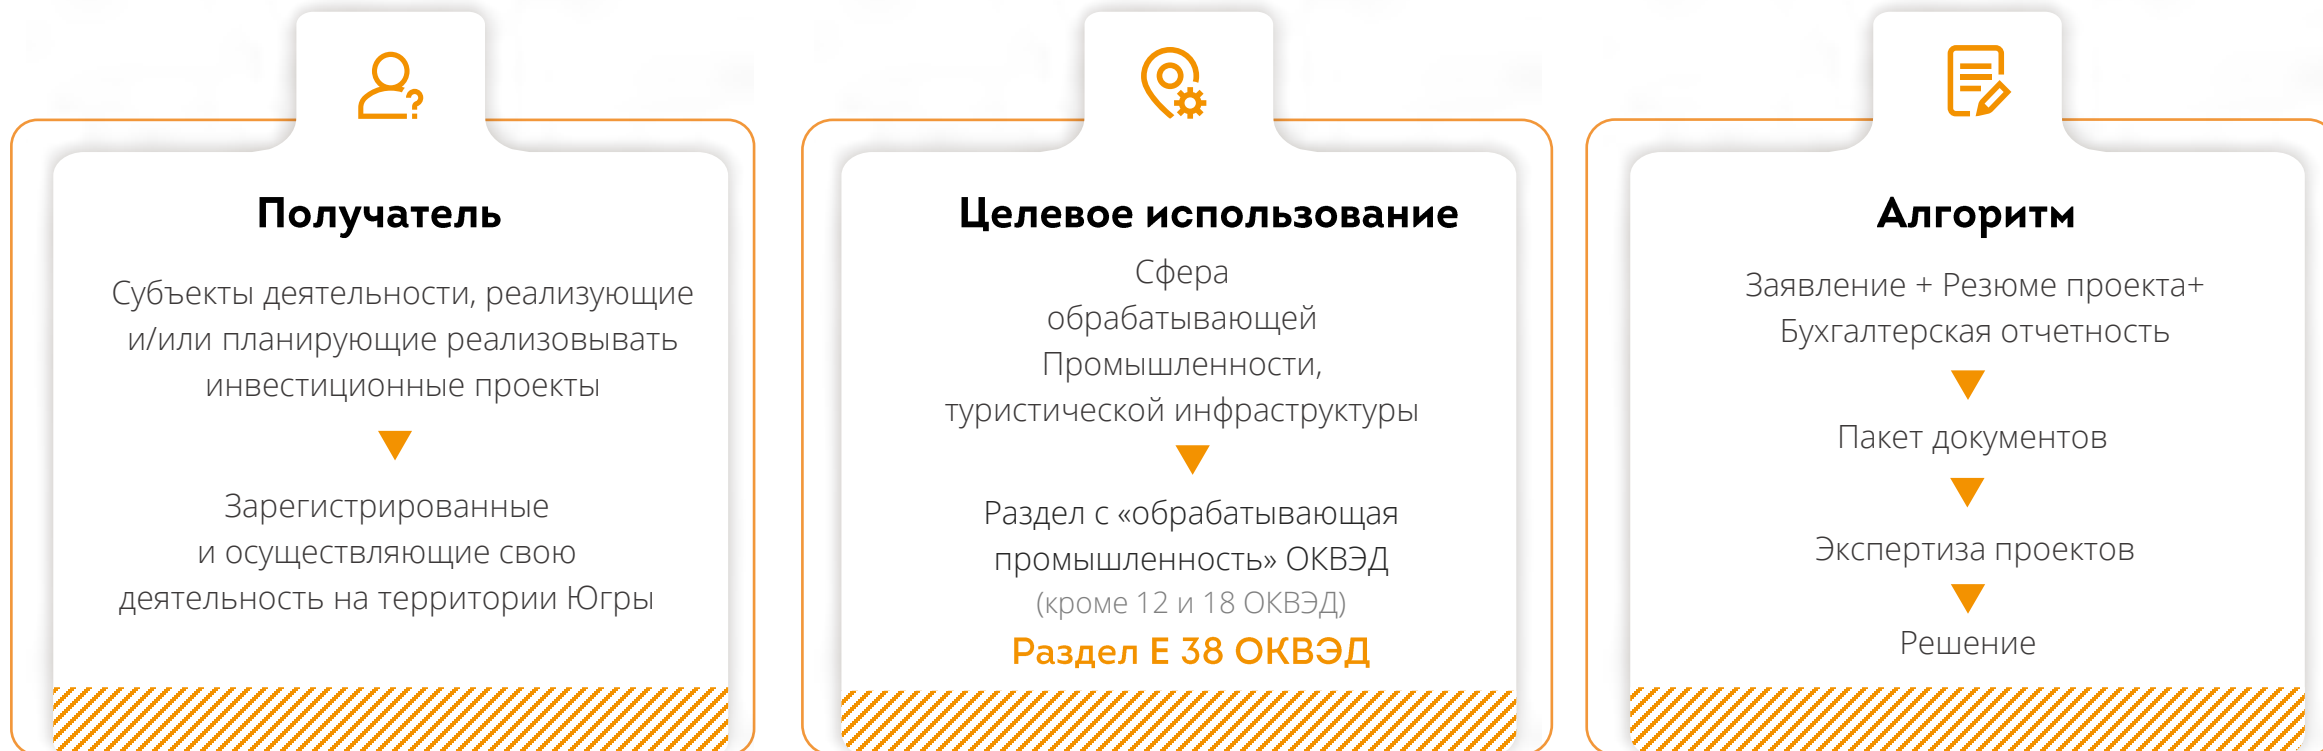 Получатель
Субъекты деятельности, реализующие
и/или планирующие реализовывать
инвестиционные проекты
Зарегистрированные
и осуществляющие свою
деятельность на территории Югры
Целевое использование
Сфера
обрабатывающей
Промышленности,
туристической инфраструктуры
Раздел с «обрабатывающая
промышленность» ОКВЭД
(кроме 12 и 18 ОКВЭД)
Раздел Е 38 ОКВЭД
Алгоритм
Заявление + Резюме проекта+
Бухгалтерская отчетность
Пакет документов
Экспертиза проектов
Решение